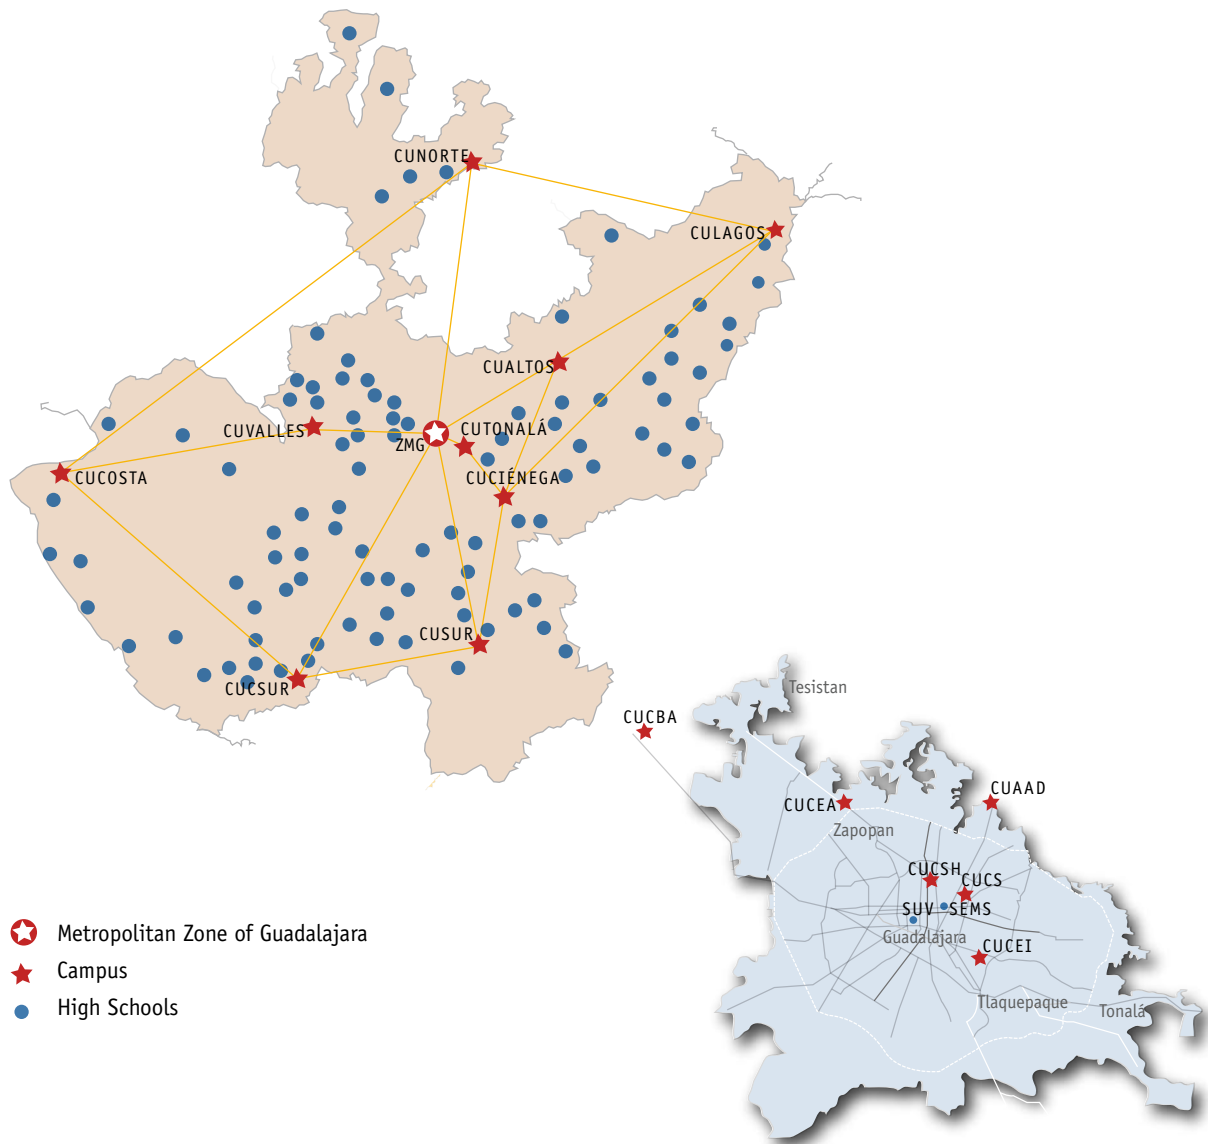 CUNORTE
CULAGOS
CUALTOS
CUVALLES
ZMG
CUTONALÁ
CUCOSTA
CUCIÉNEGA
CUSUR
CUCSUR
Tesistan
CUCBA
CUCEA
CUAAD
Zapopan
CUCSH
CUCS
SUV
SEMS
Guadalajara
CUCEI
Tlaquepaque
Tonalá
Metropolitan Zone of Guadalajara
Campus
High Schools